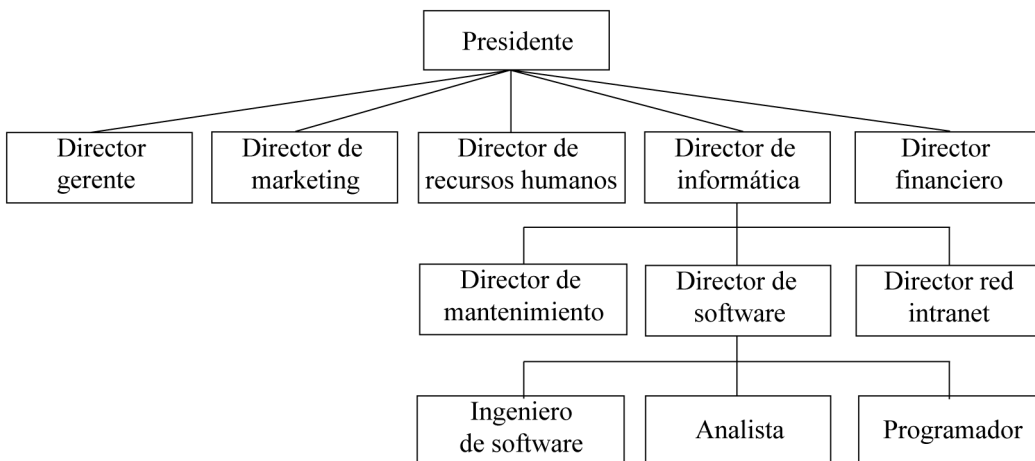 Presidente
Director
gerente
Director de
marketing
Director de
recursos humanos
Director de
informática
Director
financiero
Director de
mantenimiento
Director de
software
Director red
intranet
Ingeniero
de software
Analista
Programador